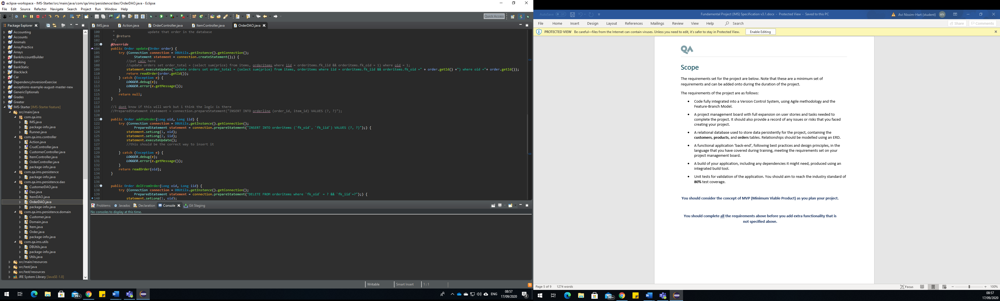 eclipse-workspace - IMS-Starter/src/main/java/com/qa/ims/persistence/dao/OrderDAO.java - Eclipse
File Edit Source Refactor Navigate Search Project Run Window Help
Quick Access
Package Explorer
Accounting
Accounts
Animals
ArrayPractice
Arrays
BankAccountBuilder
Banking
BankStatic
BlackJack
Car
DependencyInversionExercise
exceptions-example-august-master-new
GenericOptionals
Grades
Greeter
IMS-Starter [IMS-Starter feature]
src/main/java
com.qa.ims
IMS.java
package-info.java
Runner.java
com.qa.ims.controller
Action.java
CrudController.java
CustomerController.java
ItemController.java
OrderController.java
package-info.java
com.qa.ims.persistence
package-info.java
com.qa.ims.persistence.dao
CustomerDAO.java
Dao.java
ItemDAO.java
OrderDAO.java
package-info.java
com.qa.ims.persistence.domain
Customer.java
Domain.java
Item.java
Order.java
package-info.java
com.qa.ims.utils
DBUtils.java
package-info.java
Utils.java
src/main/resources
src/test/java
src/test/resources
JRE System Library [JavaSE-1.8]
IMS.java Action.java OrderController.java ItemController.java OrderDAO.java
100 * update that order in the database
101 * @return
102 */
103 @Override
104 public Order update(Order order) {
105 try (Connection connection = DBUtils.getInstance().getConnection();
106 Statement statement = connection.createStatement();) {
107 //put calc here
108 //update orders set order_total = (select sum(price) from items, orderitems where iid = orderitems.fk_iid && orderitems.fk_oid = 1) where oid = 1;
109 statement.executeUpdate("update orders set order_total = (select sum(price) from items, orderitems where iid = orderitems.fk_iid && orderitems.fk_oid =" + order.getId() +") where oid ="+ order.getId());
110 return readOrder(order.getId());
111 } catch (Exception e) {
112 LOGGER.debug(e);
113 LOGGER.error(e.getMessage());
114 }
115 return null;
116 }
117
118 //i dont know if this will work but i think the logic is there
119 //PreparedStatement statement = connection.prepareStatement("INSERT INTO orderline (order_id, item_id) VALUES (?, ?)");
120
121 public Order addToOrder(Long oid, Long iid) {
122 try (Connection connection = DBUtils.getInstance().getConnection();
123 PreparedStatement statement = connection.prepareStatement("INSERT INTO orderitems (`fk_oid`, `fk_iid`) VALUES (?, ?)");) {
124 statement.setLong(1, oid);
125 statement.setLong(2, iid);
126 statement.executeUpdate();
127 //this should be the correct way to insert it
128
129 } catch (Exception e) {
130 LOGGER.debug(e);
131 LOGGER.error(e.getMessage());
132 }
133 return readOrder(oid);
134 }
135
136
137 public Order delFromOrder(Long oid, Long iid) {
138 try (Connection connection = DBUtils.getInstance().getConnection();
139 PreparedStatement statement = connection.prepareStatement("DELETE FROM orderitems where `fk_oid` = ? && `fk_iid`=?");) {
140 statement.setLong(1, oid);
Problems Javadoc Declaration Console Git Staging
No consoles to display at this time.
Writable Smart Insert 1 : 1
99+
ENG
08:57
17/09/2020
2
AutoSave Off
Fundamental Project (IMS) Specification v3.1.docx - Protected View - Saved to this PC
Avi Nissim-Hart (student) AN
File Home Insert Design Layout References Mailings Review View Help Search
Share Comments
PROTECTED VIEW Be careful—files from the Internet can contain viruses. Unless you need to edit, it's safer to stay in Protected View. Enable Editing
QA
Scope
The requirements set for the project are below. Note that these are a minimum set of
requirements and can be added onto during the duration of the project.
The requirements of the project are as follows:
• Code fully integrated into a Version Control System, using Agile methodology and the
Feature-Branch Model.
• A project management board with full expansion on user stories and tasks needed to
complete the project. It should also provide a record of any issues or risks that you faced
creating your project.
• A relational database used to store data persistently for the project, containing the
customers, products, and orders tables. Relationships should be modelled using an ERD.
• A functional application ‘back-end’, following best practices and design principles, in the
language that you have covered during training, meeting the requirements set on your
project management board.
• A build of your application, including any dependencies it might need, produced using an
integrated build tool.
• Unit tests for validation of the application. You should aim to reach the industry standard of
80% test coverage.
You should consider the concept of MVP (Minimum Viable Product) as you plan your project.
You should complete all the requirements above before you add extra functionality that is
not specified above.
Page 5 of 9 1274 words
Focus
100%
99+
08:57
17/09/2020